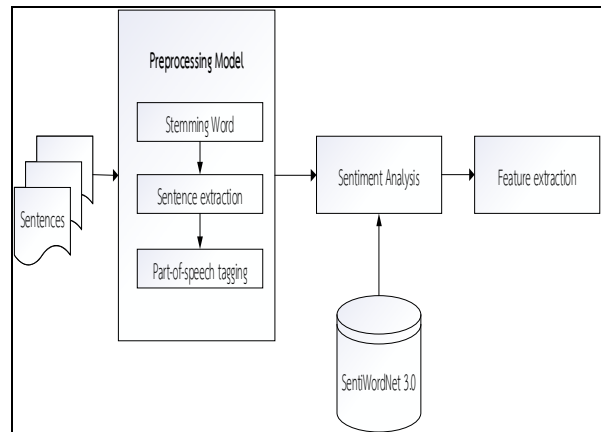 Preprocessing Model
Stemming Word
Sentence extraction
Part-of-speech tagging
Sentences
Sentiment Analysis
Feature extraction
SentiWordNet 3.0